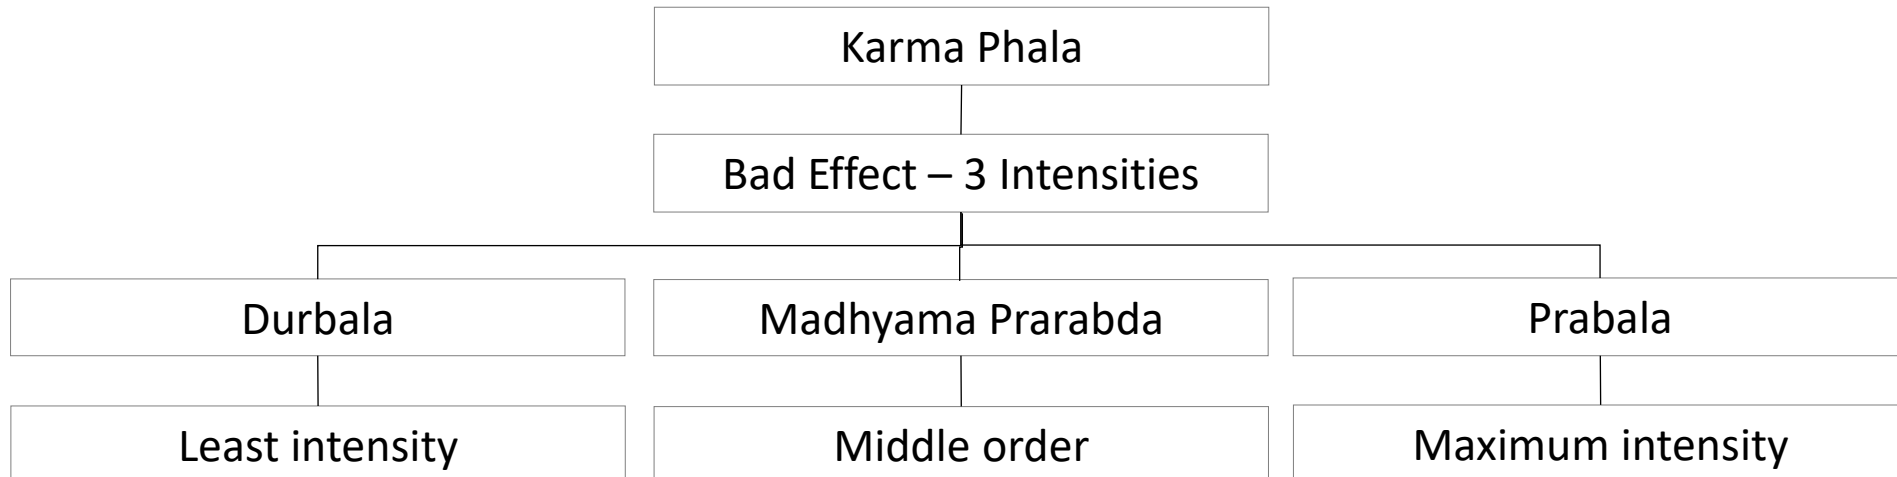 Karma Phala
Bad Effect – 3 Intensities
Durbala
Madhyama Prarabda
Prabala
Least intensity
Middle order
Maximum intensity